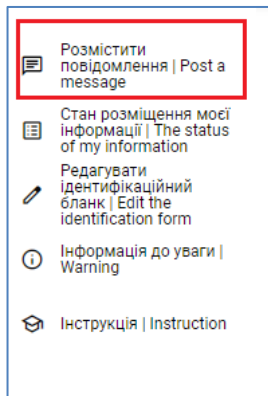 Розмістити
повідомлення | Post a
message
Стан розміщення моєї
інформації | The status
of my information
Редагувати
ідентифікаційний
бланк | Edit the
identification form
Інформація до уваги |
Warning
Інструкція | Instruction